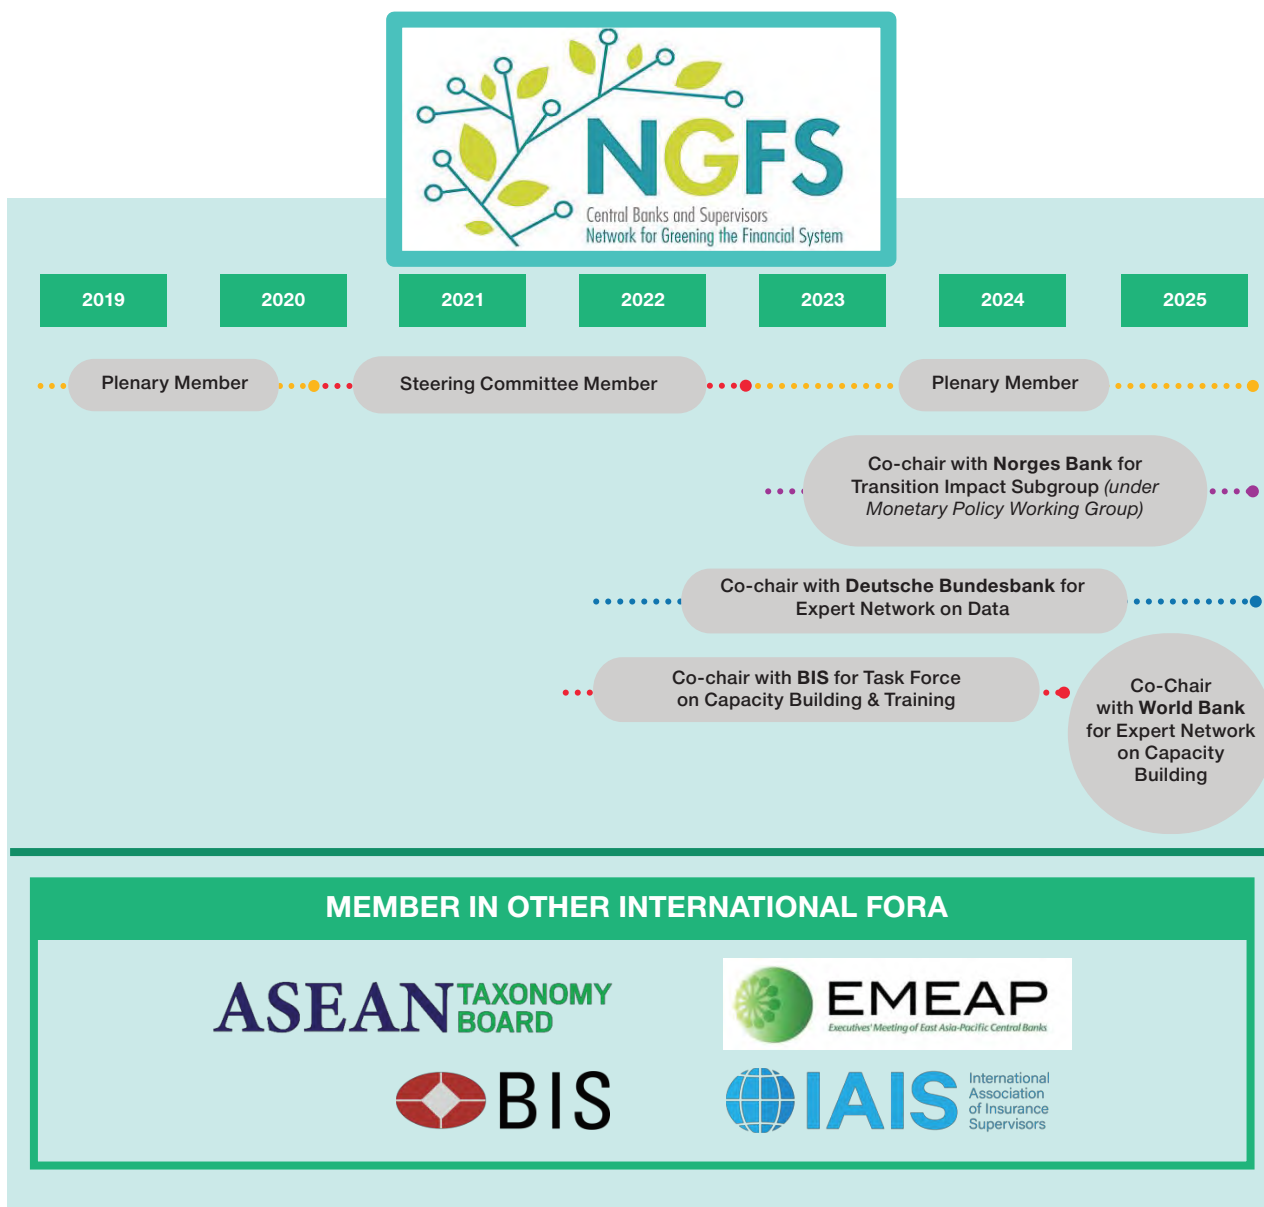 NGFS
Central Banks and Supervisors
Network for Greening the Financial System
2019
2020
2021
2022
2023
2024
2025
Plenary Member
Steering Committee Member
Plenary Member
Co-chair with Norges Bank for
Transition Impact Subgroup (under
Monetary Policy Working Group)
Co-chair with Deutsche Bundesbank for
Expert Network on Data
Co-chair with BIS for Task Force
on Capacity Building & Training
Co-Chair
with World Bank
for Expert Network
on Capacity
Building
MEMBER IN OTHER INTERNATIONAL FORA
ASEAN TAXONOMY
BOARD
EMEAP
Executives' Meeting of East Asia-Pacific Central Banks
BIS
IAIS
International
Association
of Insurance
Supervisors